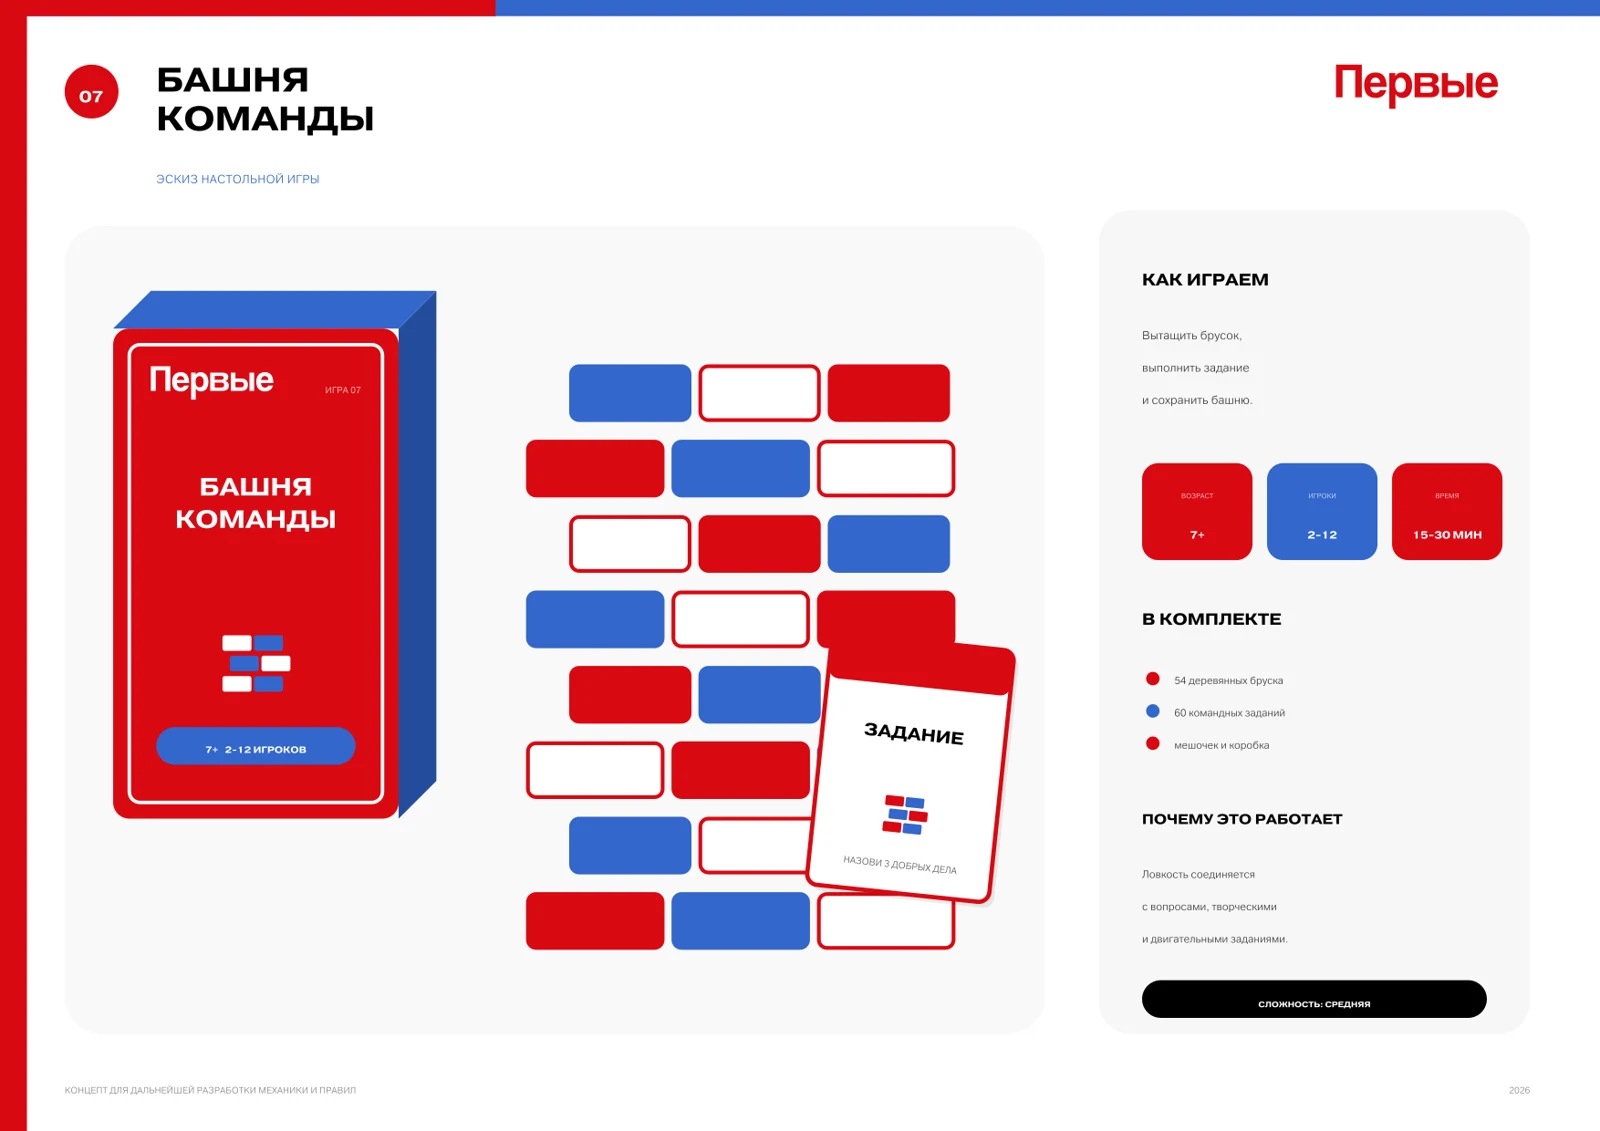 07
БАШНЯ
КОМАНДЫ
Первые
ЭСКИЗ НАСТОЛЬНОЙ ИГРЫ
Первые
ИГРА 07
БАШНЯ
КОМАНДЫ
7+ 2-12 ИГРОКОВ
ЗАДАНИЕ
НАЗОВИ 3 ДОБРЫХ ДЕЛА
КАК ИГРАЕМ
Вытащить брусок,
выполнить задание
и сохранить башню.
ВОЗРАСТ
7+
ИГРОКИ
2-12
ВРЕМЯ
15-30 МИН
В КОМПЛЕКТЕ
54 деревянных бруска
60 командных заданий
мешочек и коробка
ПОЧЕМУ ЭТО РАБОТАЕТ
Ловкость соединяется
с вопросами, творческими
и двигательными заданиями.
СЛОЖНОСТЬ: СРЕДНЯЯ
КОНЦЕПТ ДЛЯ ДАЛЬНЕЙШЕЙ РАЗРАБОТКИ МЕХАНИКИ И ПРАВИЛ
2026